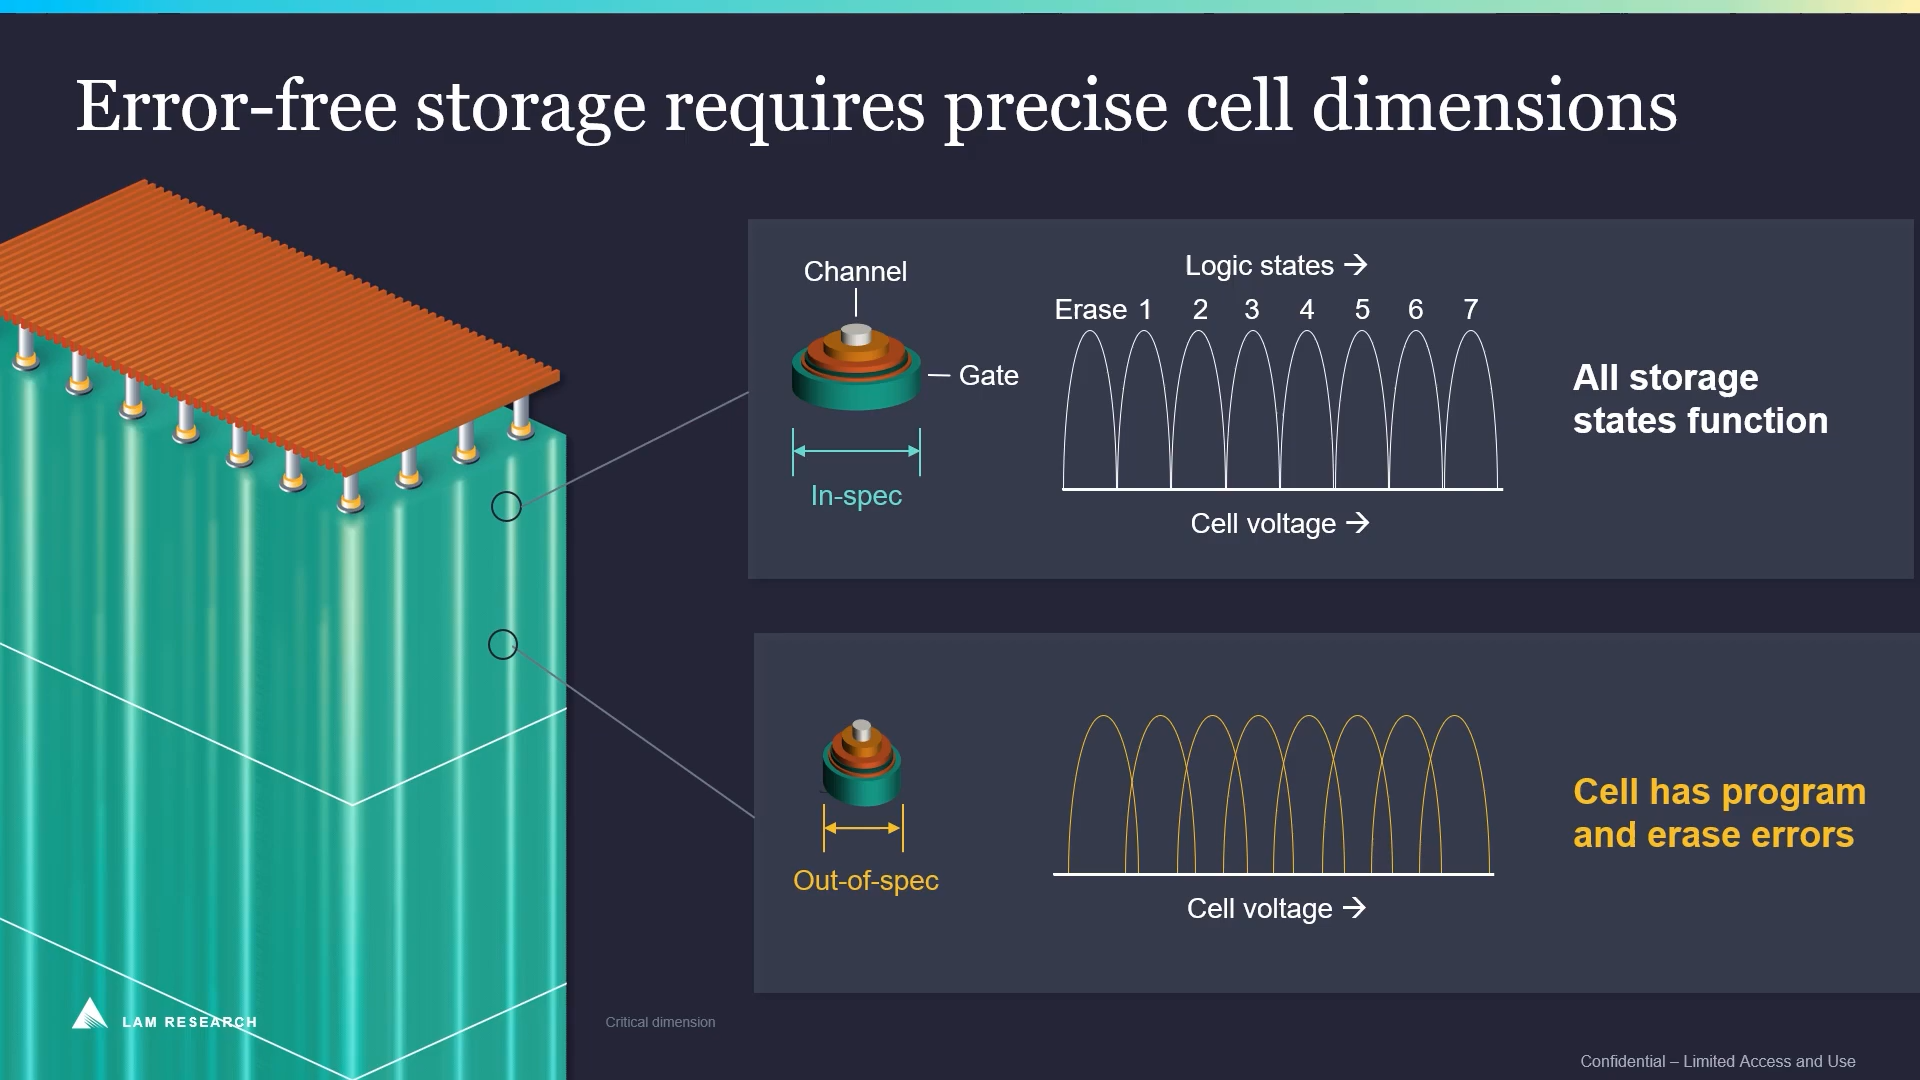 Error-free storage requires precise cell dimensions
Channel
Gate
In-spec
Logic states →
Erase 1 2 3 4 5 6 7
Cell voltage →
All storage
states function
Out-of-spec
Cell voltage →
Cell has program
and erase errors
LAM RESEARCH
Critical dimension
Confidential – Limited Access and Use